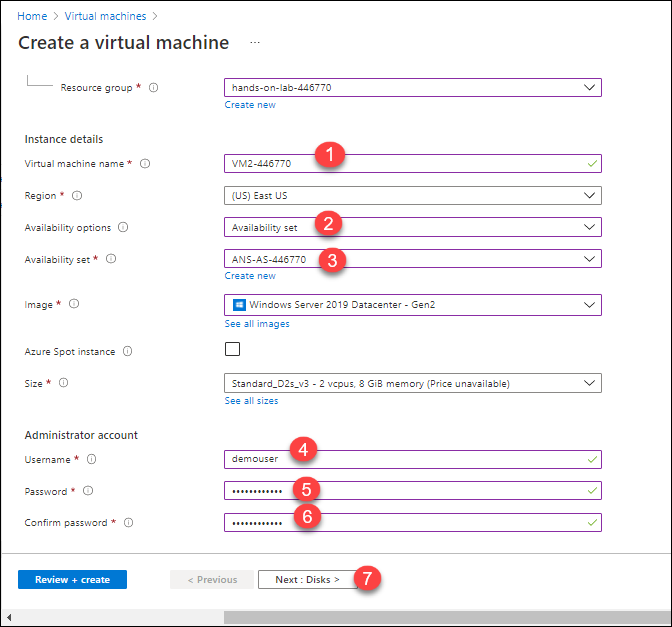 Home > Virtual machines >
Create a virtual machine ...
Resource group * hands-on-lab-446770
Create new
Instance details
Virtual machine name * VM2-446770 1
Region * (US) East US
Availability options Availability set 2
Availability set * ANS-AS-446770 3
Create new
Image * Windows Server 2019 Datacenter - Gen2
See all images
Azure Spot instance
Size * Standard_D2s_v3 - 2 vcpus, 8 GiB memory (Price unavailable)
See all sizes
Administrator account
Username * demouser 4
Password * •••••••••••• 5
Confirm password * •••••••••••• 6
Review + create < Previous Next : Disks > 7